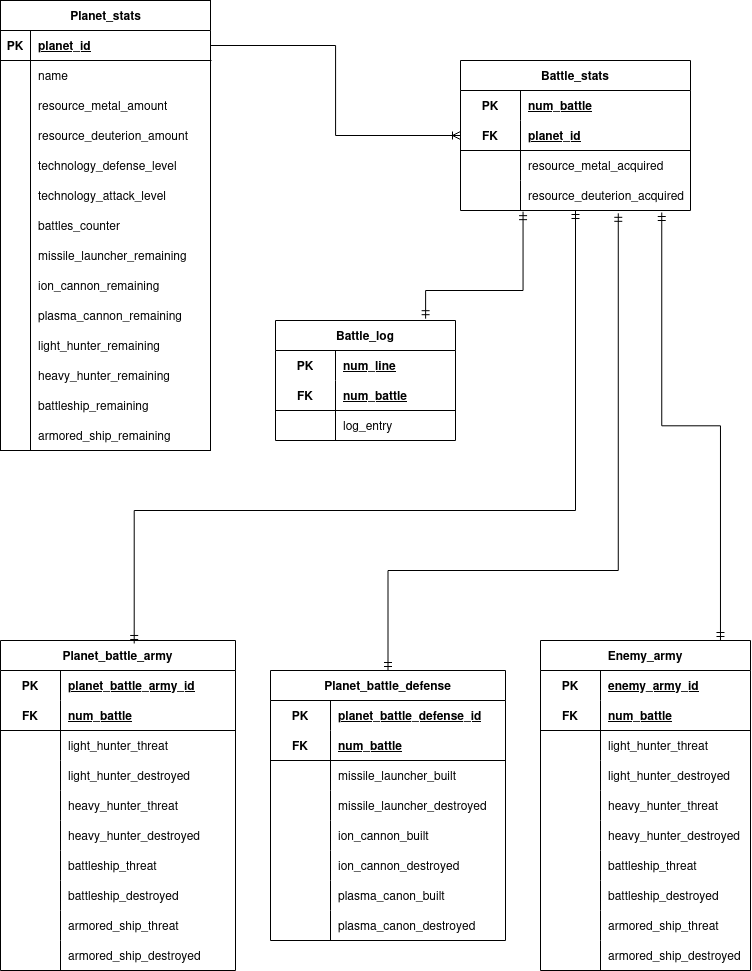 Planet_stats
PK planet_id
name
resource_metal_amount
resource_deuterion_amount
technology_defense_level
technology_attack_level
battles_counter
missile_launcher_remaining
ion_cannon_remaining
plasma_cannon_remaining
light_hunter_remaining
heavy_hunter_remaining
battleship_remaining
armored_ship_remaining
Battle_stats
PK num_battle
FK planet_id
resource_metal_acquired
resource_deuterion_acquired
Battle_log
PK num_line
FK num_battle
log_entry
Planet_battle_army
PK planet_battle_army_id
FK num_battle
light_hunter_threat
light_hunter_destroyed
heavy_hunter_threat
heavy_hunter_destroyed
battleship_threat
battleship_destroyed
armored_ship_threat
armored_ship_destroyed
Planet_battle_defense
PK planet_battle_defense_id
FK num_battle
missile_launcher_built
missile_launcher_destroyed
ion_cannon_built
ion_cannon_destroyed
plasma_canon_built
plasma_canon_destroyed
Enemy_army
PK enemy_army_id
FK num_battle
light_hunter_threat
light_hunter_destroyed
heavy_hunter_threat
heavy_hunter_destroyed
battleship_threat
battleship_destroyed
armored_ship_threat
armored_ship_destroyed